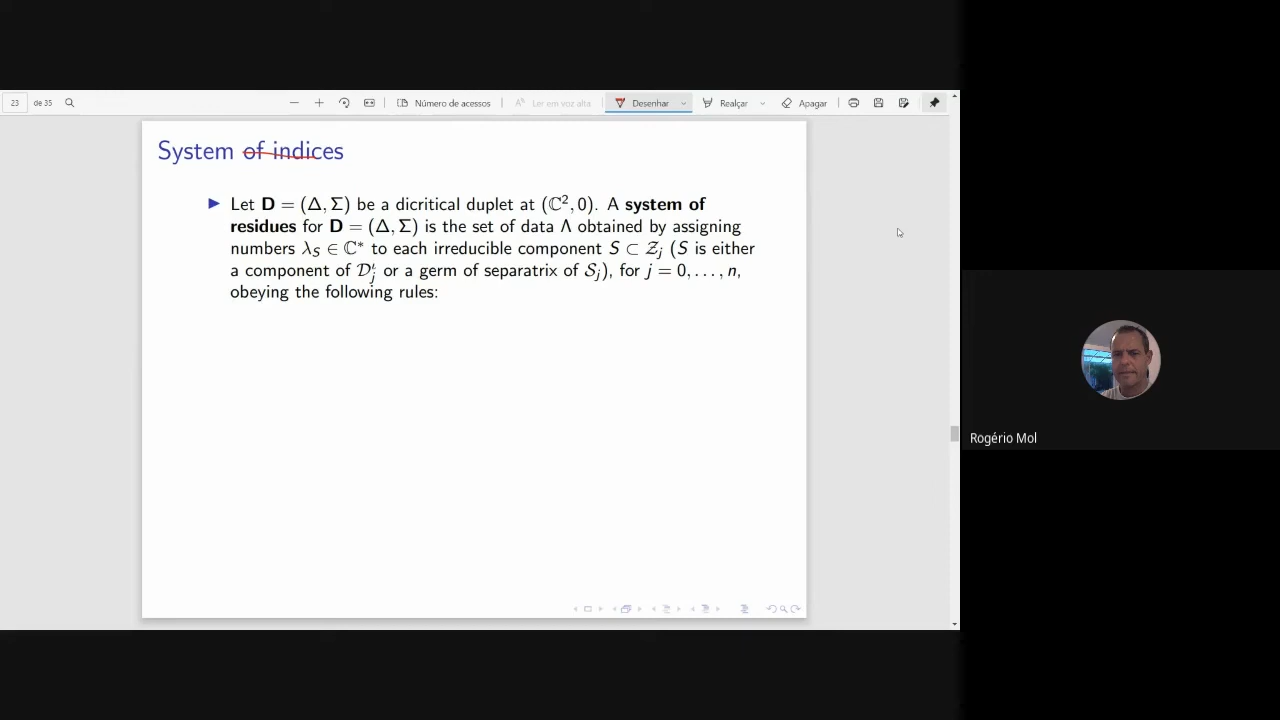 23 de 35 Número de acessos Ler em voz alta Desenhar Realçar Apagar
System of indices
Let D = (Δ, Σ) be a dicritical duplet at (ℂ², 0). A system of
residues for D = (Δ, Σ) is the set of data Λ obtained by assigning
numbers λ_S ∈ ℂ* to each irreducible component S ⊂ 𝒵_j (S is either
a component of 𝒟_j^ι or a germ of separatrix of 𝒮_j), for j = 0, . . . , n,
obeying the following rules:
Rogério Mol